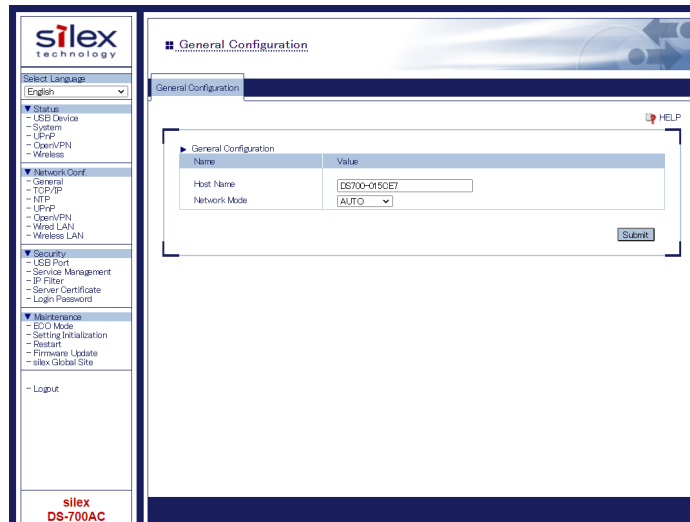 silex
technology
Select Language
English
▼ Status
- USB Device
- System
- UPnP
- OpenVPN
- Wireless
▼ Network Conf.
- General
- TCP/IP
- NTP
- UPnP
- OpenVPN
- Wired LAN
- Wireless LAN
▼ Security
- USB Port
- Service Management
- IP Filter
- Server Certificate
- Login Password
▼ Maintenance
- ECO Mode
- Setting Initialization
- Restart
- Firmware Update
- silex Global Site
- Logout
silex
DS-700AC
General Configuration
General Configuration
HELP
▶ General Configuration
Name Value
Host Name DS700-015CE7
Network Mode AUTO
Submit